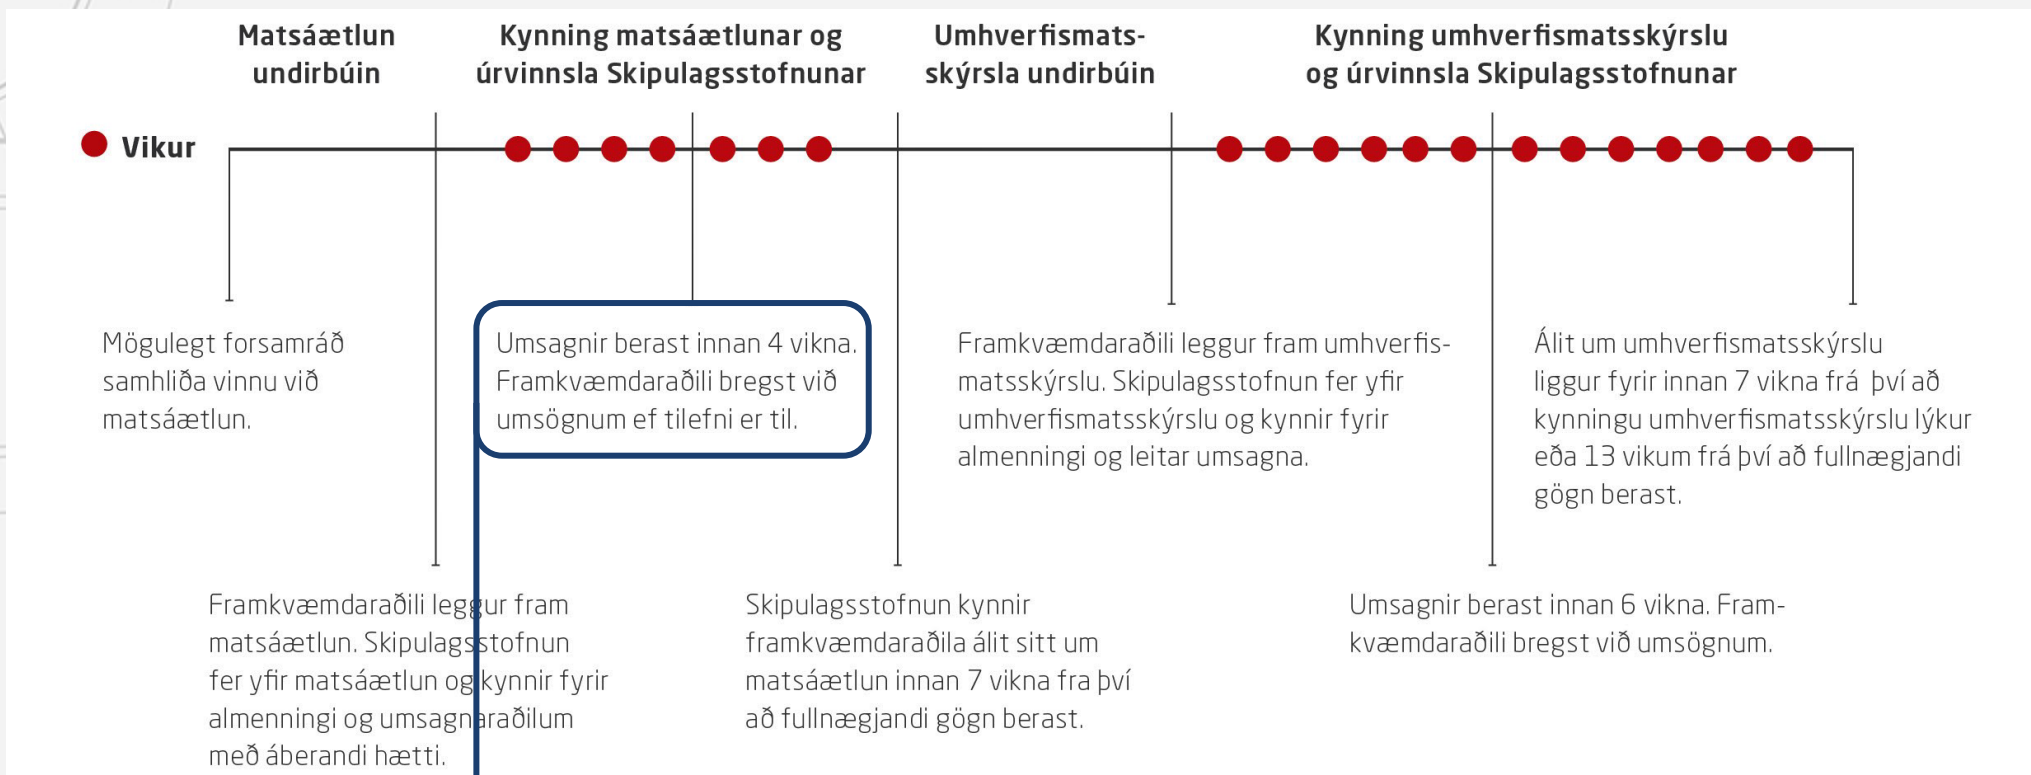 Matsáætlun
undirbúin
Kynning matsáætlunar og
úrvinnsla Skipulagsstofnunar
Umhverfismats-
skýrsla undirbúin
Kynning umhverfismatsskýrslu
og úrvinnsla Skipulagsstofnunar
Vikur
Mögulegt forsamráð
samhliða vinnu við
matsáætlun.
Umsagnir berast innan 4 vikna.
Framkvæmdaraðili bregst við
umsögnum ef tilefni er til.
Framkvæmdaraðili leggur fram umhverfis-
matsskýrslu. Skipulagsstofnun fer yfir
umhverfismatsskýrslu og kynnir fyrir
almenningi og leitar umsagna.
Álit um umhverfismatsskýrslu
liggur fyrir innan 7 vikna frá því að
kynningu umhverfismatsskýrslu lýkur
eða 13 vikum frá því að fullnægjandi
gögn berast.
Framkvæmdaraðili leggur fram
matsáætlun. Skipulagsstofnun
fer yfir matsáætlun og kynnir fyrir
almenningi og umsagnaraðilum
með áberandi hætti.
Skipulagsstofnun kynnir
framkvæmdaraðila álit sitt um
matsáætlun innan 7 vikna fra því
að fullnægjandi gögn berast.
Umsagnir berast innan 6 vikna. Fram-
kvæmdaraðili bregst við umsögnum.